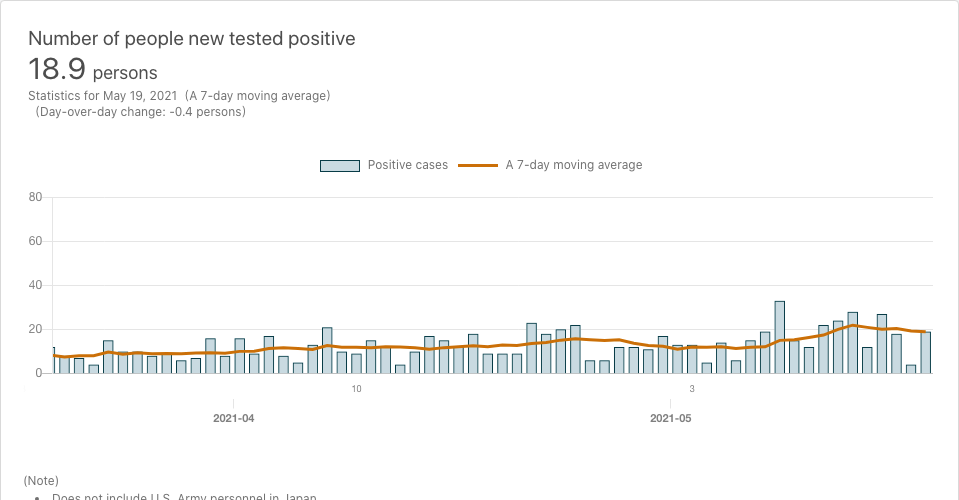 Number of people new tested positive
18.9 persons
Statistics for May 19, 2021 (A 7-day moving average)
(Day-over-day change: -0.4 persons)
Positive cases A 7-day moving average
80
60
40
20
0
10 3
2021-04 2021-05
(Note)
• Does not include U.S. Army personnel in Japan